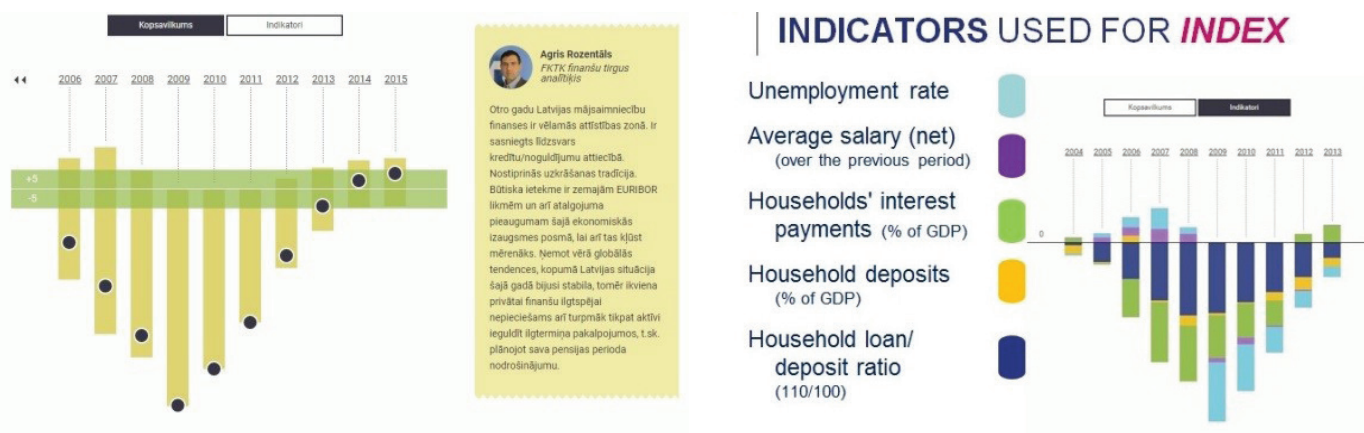 Kopsavilkums
Indikatori
2006 2007 2008 2009 2010 2011 2012 2013 2014 2015
+5
-5
Agris Rozentāls
FKTK finanšu tirgus
analītiķis
Otro gadu Latvijas mājsaimniecību
finanses ir vēlamās attīstības zonā. Ir
sasniegts līdzsvars
kredītu/noguldījumu attiecībā.
Nostiprinās uzkrāšanas tradīcija.
Būtiska ietekme ir zemajām EURIBOR
likmēm un arī atalgojuma
pieaugumam šajā ekonomiskās
izaugsmes posmā, lai arī tas kļūst
mērenāks. Ņemot vērā globālās
tendences, kopumā Latvijas situācija
šajā gadā bijusi stabila, tomēr ikviena
privātai finanšu ilgtspējai
nepieciešams arī turpmāk tikpat aktīvi
ieguldīt ilgtermiņa pakalpojumos, t.sk.
plānojot sava pensijas perioda
nodrošinājumu.
INDICATORS USED FOR INDEX
Unemployment rate
Average salary (net)
(over the previous period)
Households' interest
payments (% of GDP)
Household deposits
(% of GDP)
Household loan/
deposit ratio
(110/100)
Kopsavilkums
Indikatori
2004 2005 2006 2007 2008 2009 2010 2011 2012 2013
0